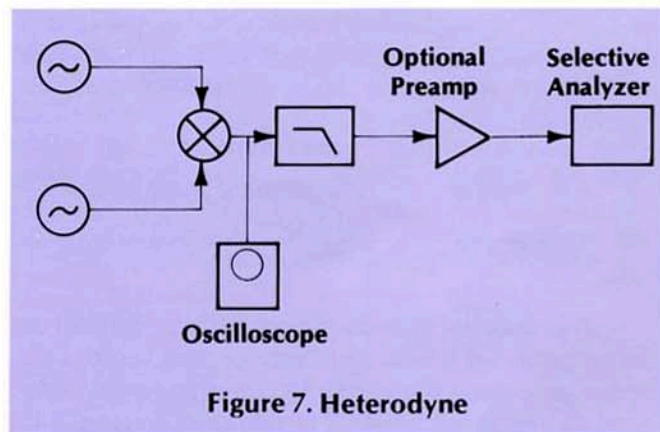 Optional
Preamp
Selective
Analyzer
Oscilloscope
Figure 7. Heterodyne